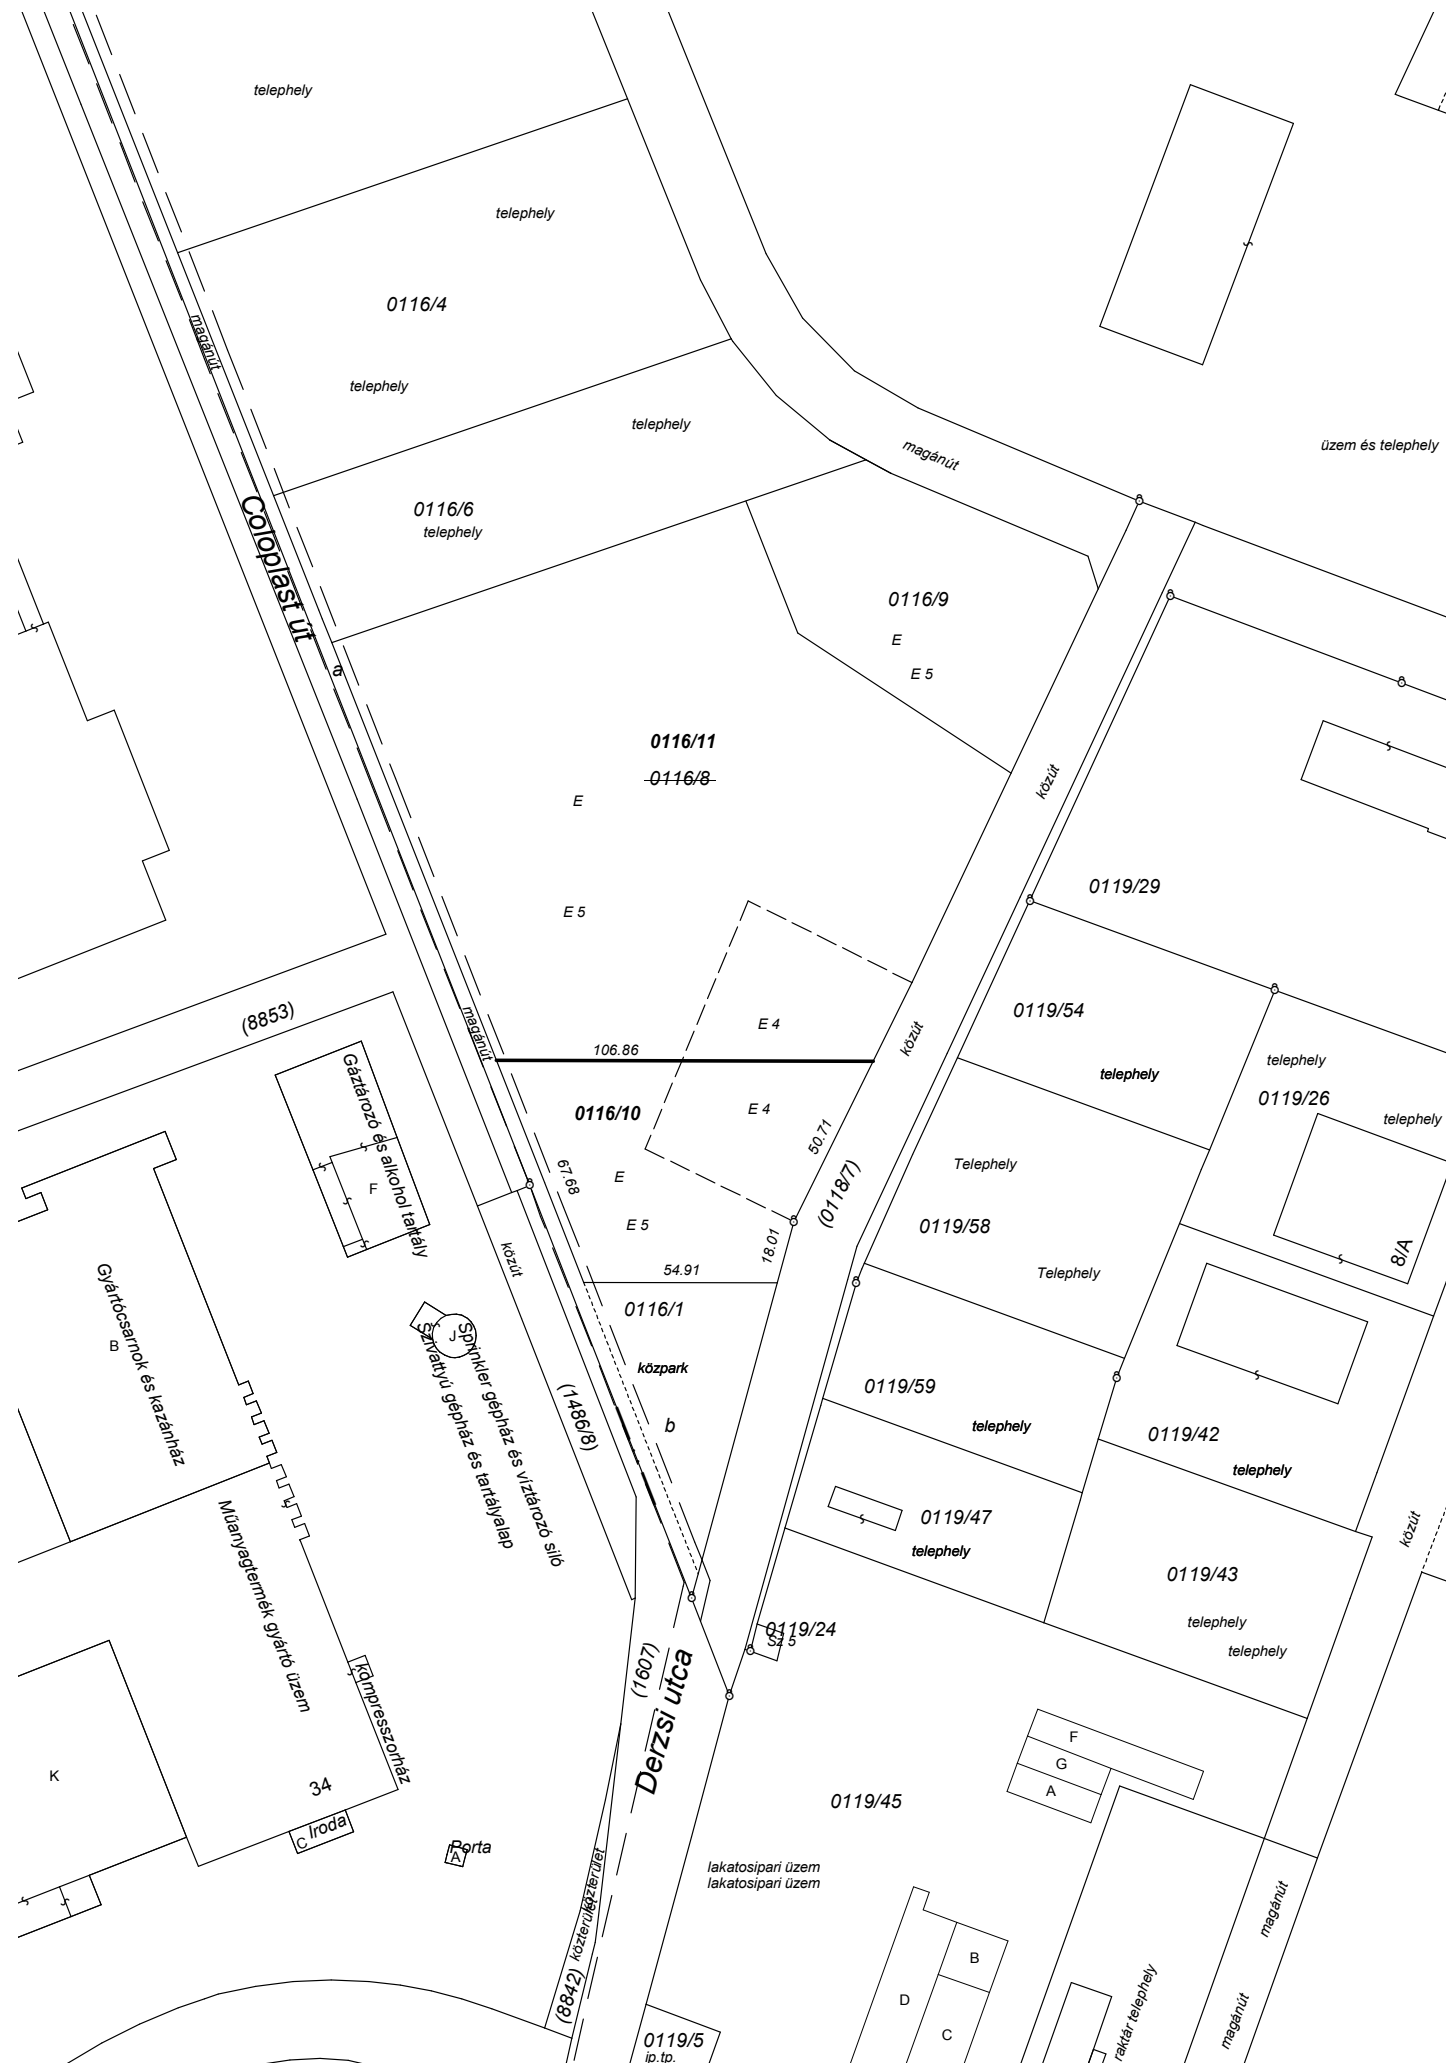 telephely
telephely
0116/4
magánút
telephely
telephely
magánút
üzem és telephely
0116/6
telephely
Coloplast út
0116/9
E
E 5
a
0116/11
0116/8
közút
E
0119/29
E 5
(8853)
magánút
E 4
közút
0119/54
106.86
telephely
telephely
Gáztározó és alkohol tartály
0116/10
E 4
0119/26
telephely
50.71
67.68
E
Telephely
F
(0118/7)
E 5
0119/58
18.01
közút
8/A
54.91
Telephely
0116/1
Gyártócsarnok és kazánház
B
J
Sprinkler gépház és víztározó siló
Szivattyú gépház és tartályalap
közpark
0119/59
(1486/8)
b
telephely
0119/42
telephely
Műanyagtermék gyártó üzem
0119/47
közút
telephely
0119/43
telephely
0119/24
Sz 5
telephely
(1607)
Derzsi utca
kompresszorház
F
G
A
K
34
0119/45
C
Iroda
Porta
A
lakatosipari üzem
lakatosipari üzem
közterület
közterület
magánút
B
D
(8842)
C
raktár telephely
magánút
0119/5
ip.tp.